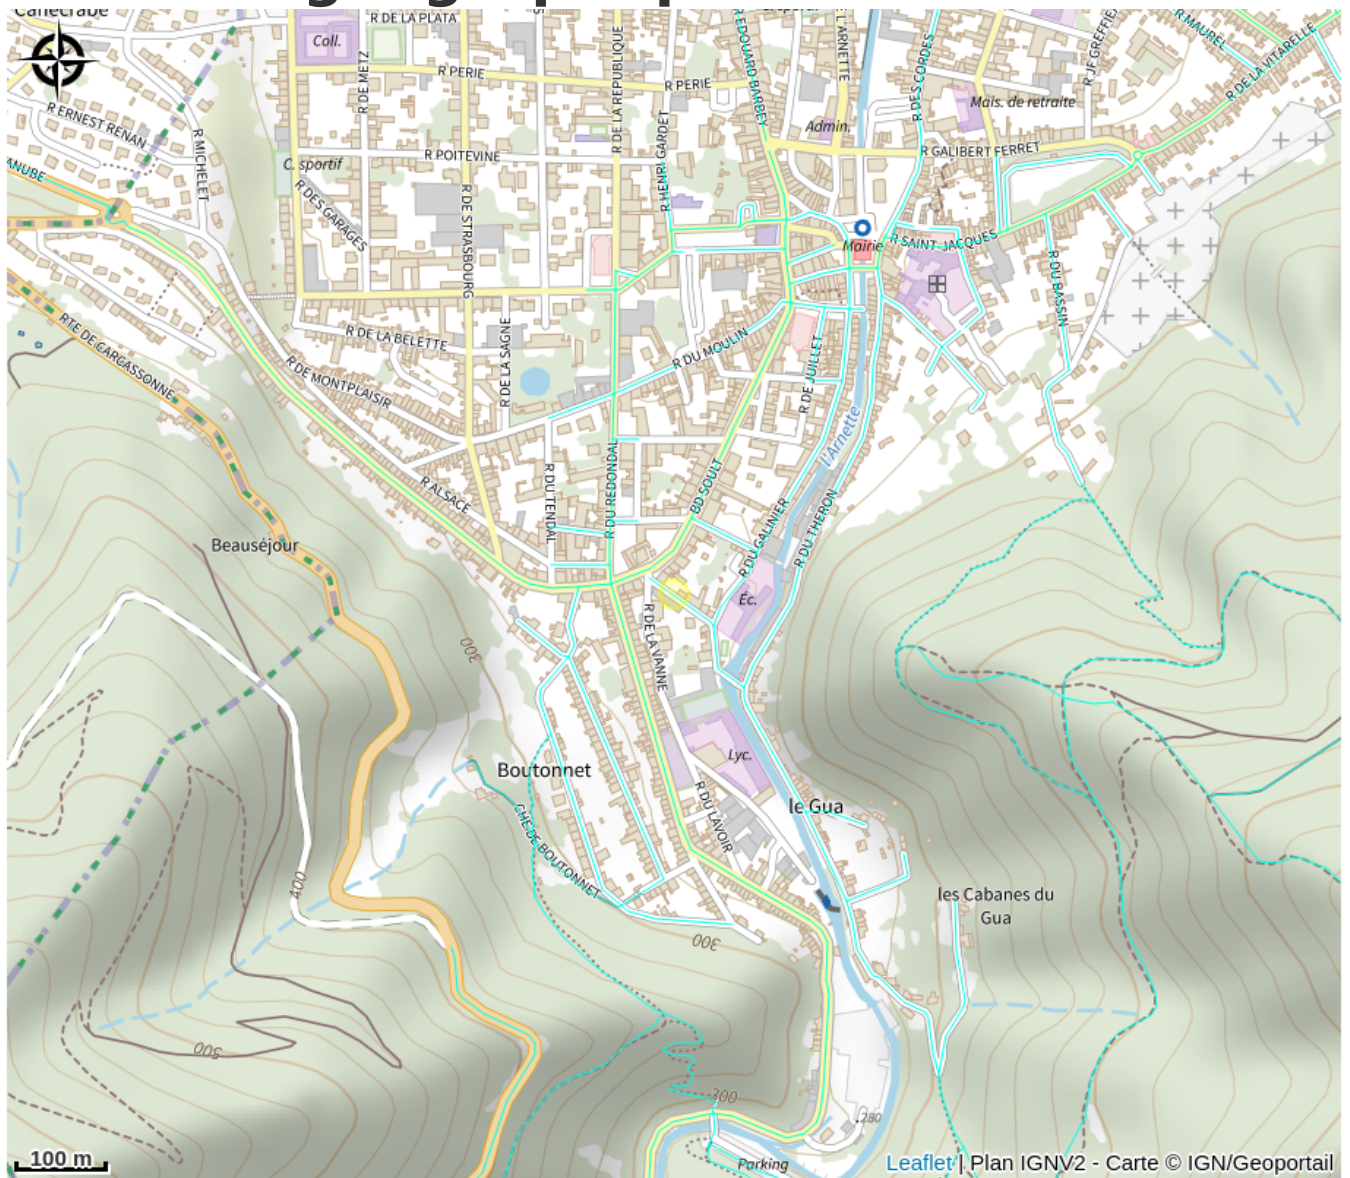 R DE LA PLATA
Coll.
R PERIE
R DE METZ
R DE LA REPUBLIQUE
R PERIE
R EDOUARD BARBEY
L'ARNETTE
R DES CORDES
R MAUREL
R JF GREFFIE
R DE LA VITARELLE
Mais. de retraite
R ERNEST RENAN
R MICHELET
C. sportif
R POITEVINE
R HENRI GARDET
Admin.
R GALIBERT FERRET
ANUBE
R DES GARAGES
R DE STRASBOURG
Mairie
R SAINT-JACQUES
R DU BASSIN
RTE DE CARCASSONNE
R DE LA BELETTE
R DE LA SAGNE
R DU MOULIN
R DE JUILLET
R DE MONTPLAISIR
l'Arnette
R ALSACE
R DU TENDAL
R DU REDONDAL
BD SOULT
R DU GALINIER
R DU THERON
Beauséjour
Éc.
R DE LA VANNE
300
Lyc.
Boutonnet
R DU LAVOIR
le Gua
CHE DE BOUTONNET
400
les Cabanes du
Gua
300
500
300
280
100 m
Parking
Leaflet | Plan IGNV2 - Carte © IGN/Geoportail